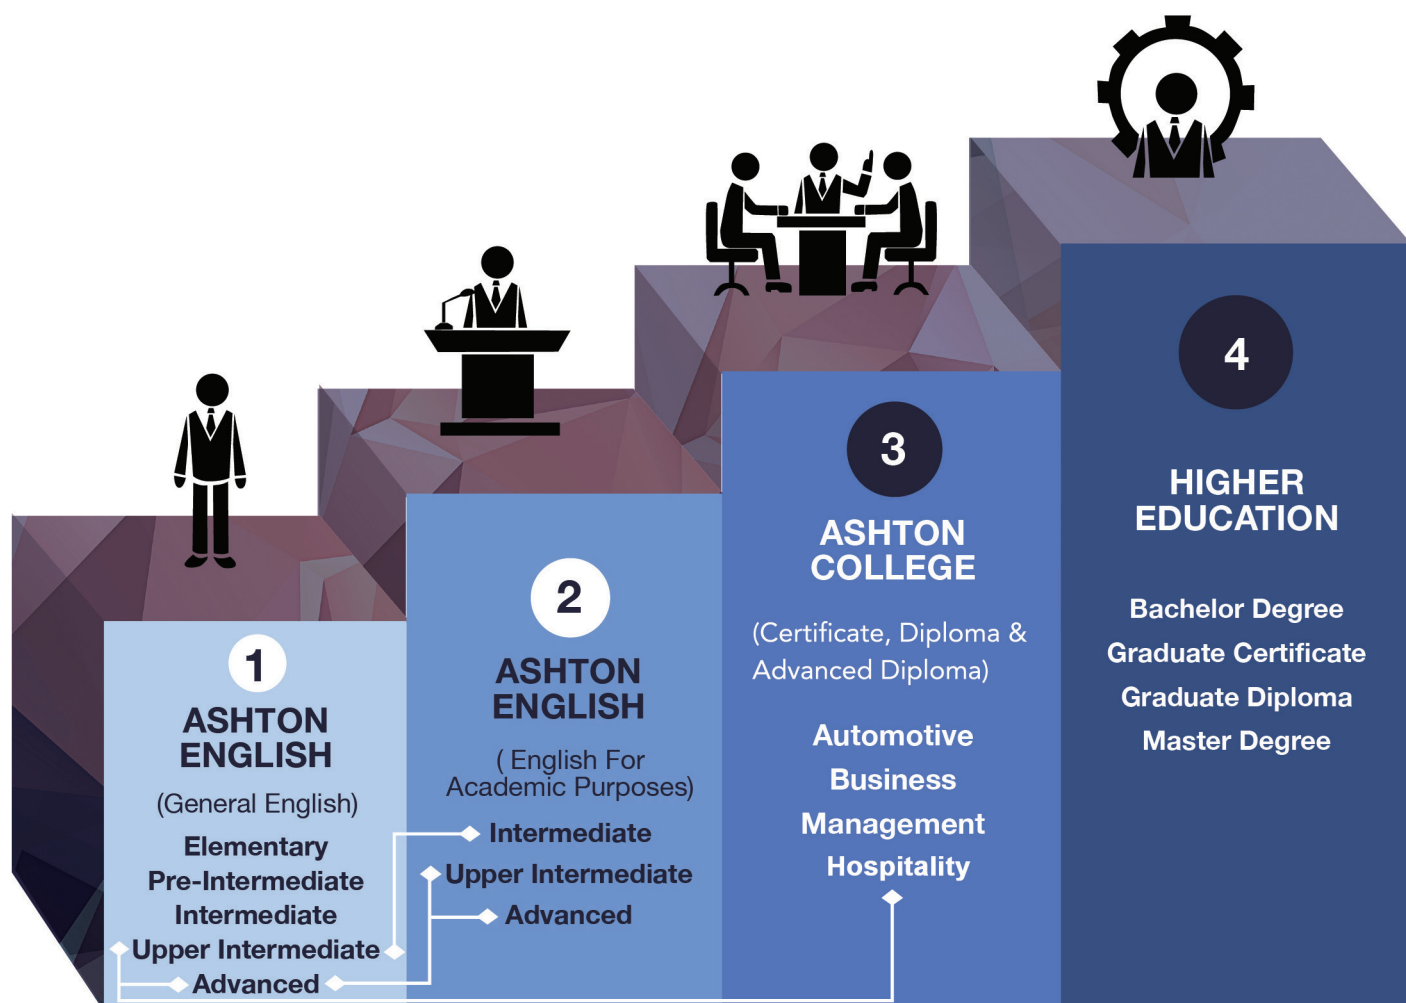 1
ASHTON
ENGLISH
(General English)
Elementary
Pre-Intermediate
Intermediate
Upper Intermediate
Advanced
2
ASHTON
ENGLISH
( English For
Academic Purposes)
Intermediate
Upper Intermediate
Advanced
3
ASHTON
COLLEGE
(Certificate, Diploma &
Advanced Diploma)
Automotive
Business
Management
Hospitality
4
HIGHER
EDUCATION
Bachelor Degree
Graduate Certificate
Graduate Diploma
Master Degree